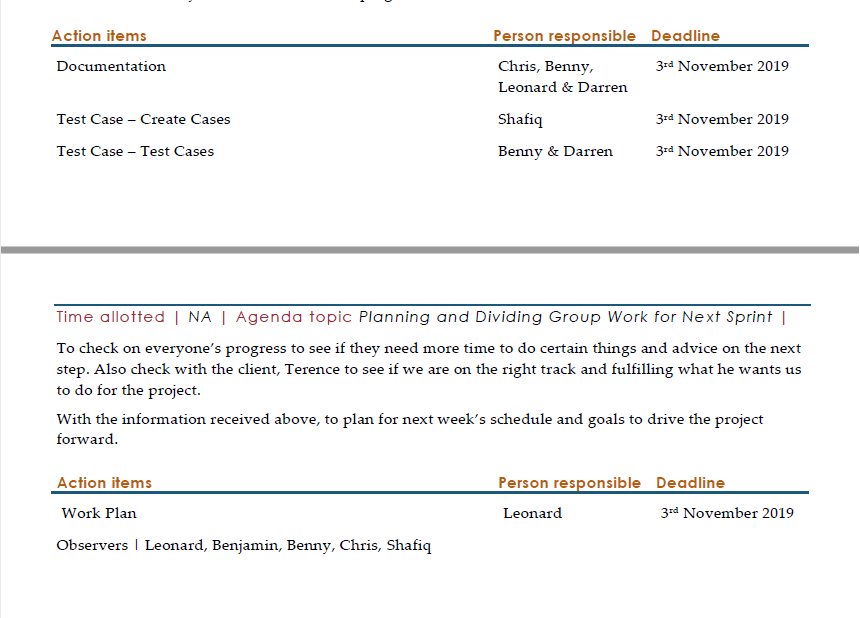 Action items Person responsible Deadline
Documentation Chris, Benny, 3rd November 2019
Leonard & Darren
Test Case – Create Cases Shafiq 3rd November 2019
Test Case – Test Cases Benny & Darren 3rd November 2019
Time allotted | NA | Agenda topic Planning and Dividing Group Work for Next Sprint |
To check on everyone’s progress to see if they need more time to do certain things and advice on the next
step. Also check with the client, Terence to see if we are on the right track and fulfilling what he wants us
to do for the project.
With the information received above, to plan for next week’s schedule and goals to drive the project
forward.
Action items Person responsible Deadline
Work Plan Leonard 3rd November 2019
Observers | Leonard, Benjamin, Benny, Chris, Shafiq